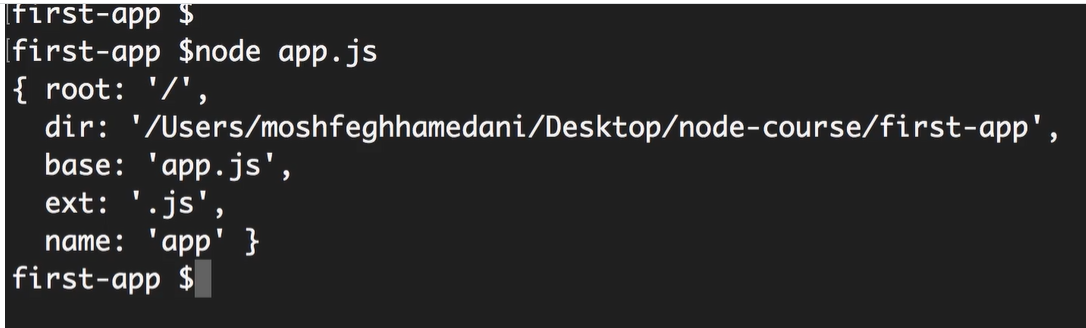 first-app $
first-app $node app.js
{ root: '/',
  dir: '/Users/moshfeghhamedani/Desktop/node-course/first-app',
  base: 'app.js',
  ext: '.js',
  name: 'app' }
first-app $